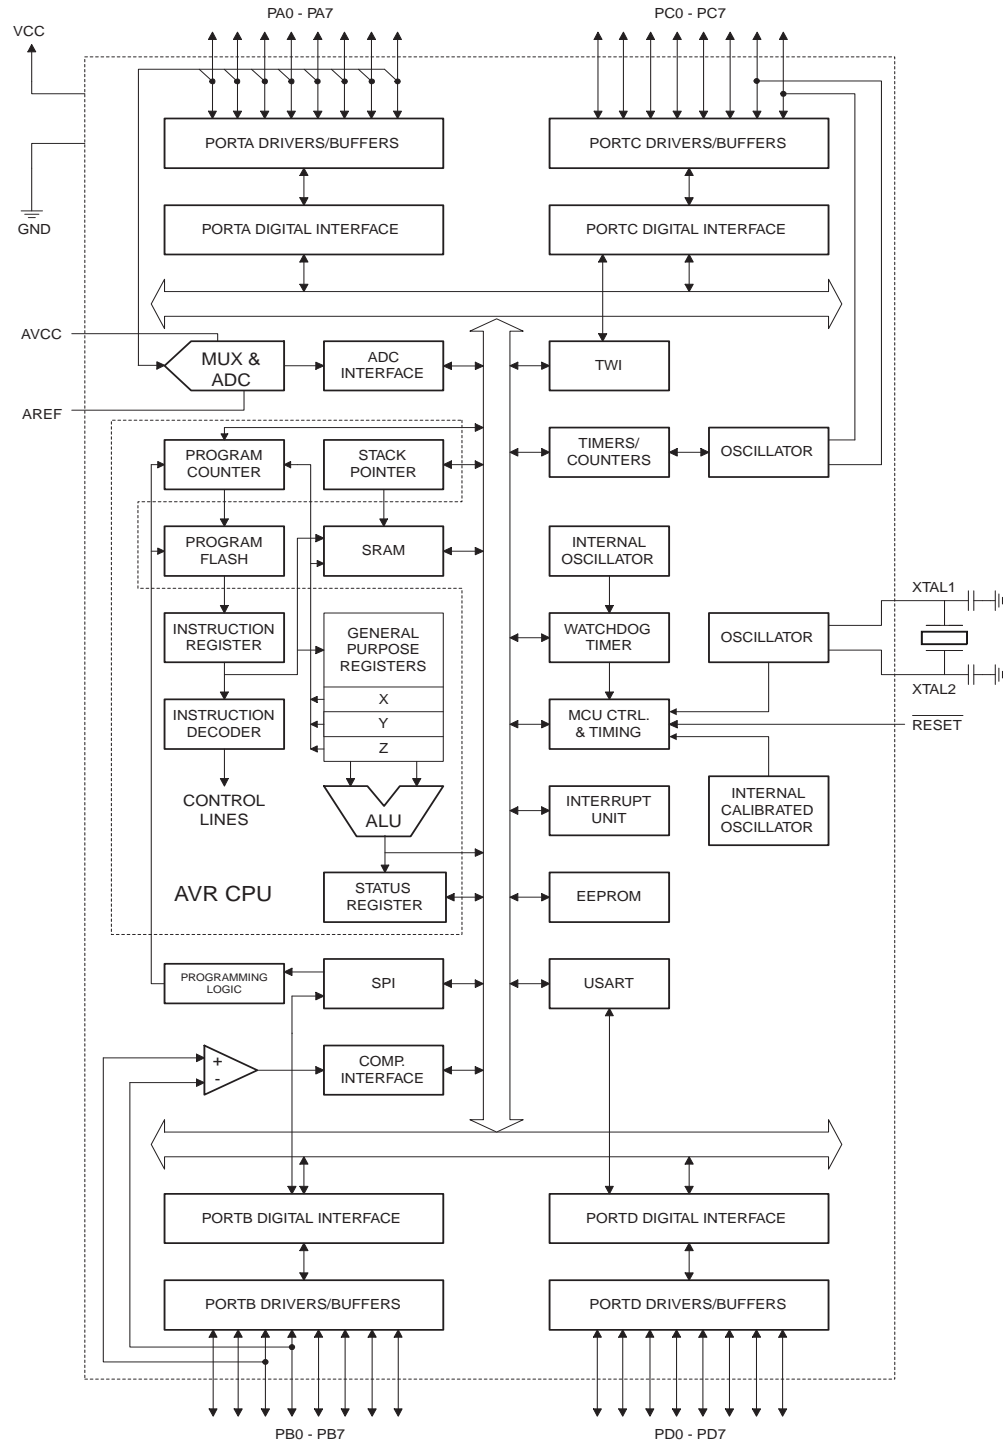 PA0 - PA7
PC0 - PC7
VCC
PORTA DRIVERS/BUFFERS
PORTC DRIVERS/BUFFERS
GND
PORTA DIGITAL INTERFACE
PORTC DIGITAL INTERFACE
AVCC
MUX &
ADC
ADC
INTERFACE
TWI
AREF
PROGRAM
COUNTER
STACK
POINTER
TIMERS/
COUNTERS
OSCILLATOR
PROGRAM
FLASH
SRAM
INTERNAL
OSCILLATOR
XTAL1
INSTRUCTION
REGISTER
GENERAL
PURPOSE
REGISTERS
WATCHDOG
TIMER
OSCILLATOR
XTAL2
X
INSTRUCTION
DECODER
Y
MCU CTRL.
& TIMING
RESET
Z
CONTROL
LINES
ALU
INTERRUPT
UNIT
INTERNAL
CALIBRATED
OSCILLATOR
AVR CPU
STATUS
REGISTER
EEPROM
PROGRAMMING
LOGIC
SPI
USART
+
-
COMP.
INTERFACE
PORTB DIGITAL INTERFACE
PORTD DIGITAL INTERFACE
PORTB DRIVERS/BUFFERS
PORTD DRIVERS/BUFFERS
PB0 - PB7
PD0 - PD7